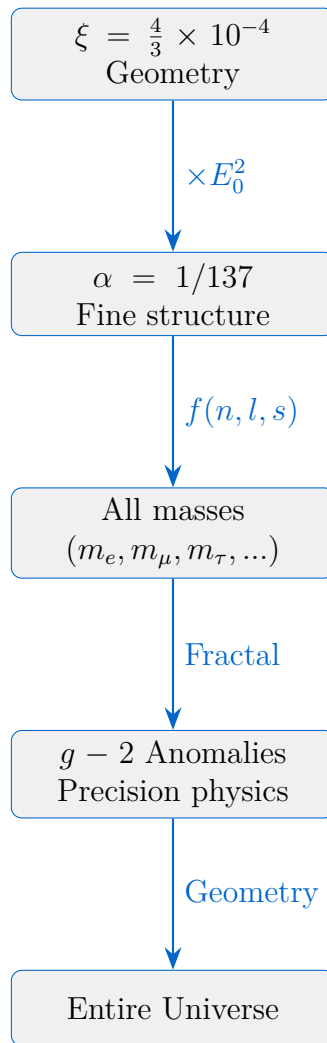 ξ = 4/3 × 10⁻⁴
Geometry
×E₀²
α = 1/137
Fine structure
f(n, l, s)
All masses
(mₑ, m_μ, m_τ, ...)
Fractal
g − 2 Anomalies
Precision physics
Geometry
Entire Universe